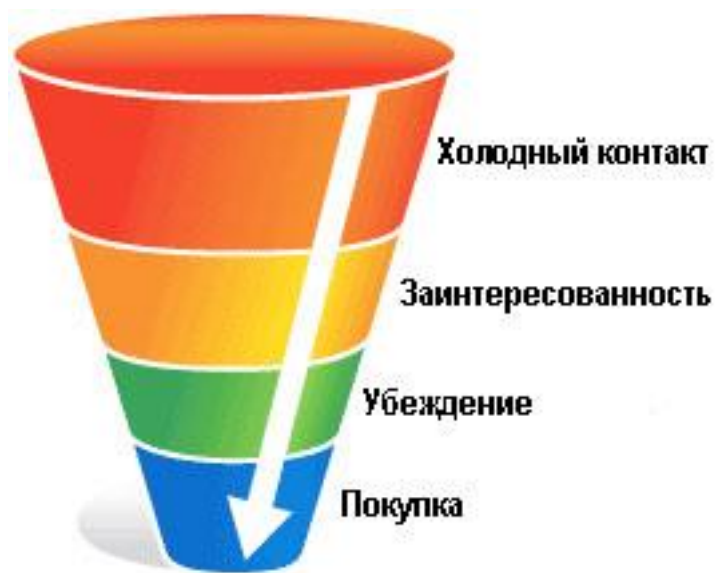 Холодный контакт
Заинтересованность
Убеждение
Покупка